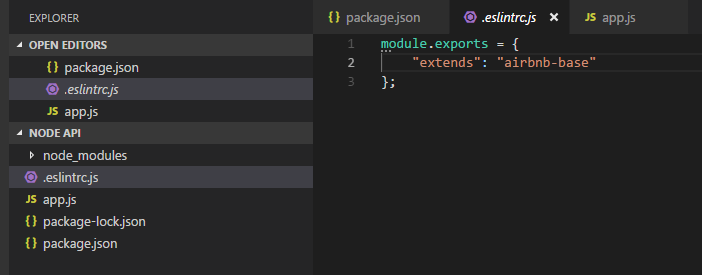 EXPLORER
OPEN EDITORS
{} package.json
.eslintrc.js
JS app.js
NODE API
node_modules
.eslintrc.js
JS app.js
{} package-lock.json
{} package.json
{} package.json .eslintrc.js × JS app.js
1 module.exports = {
2 "extends": "airbnb-base"
3 };